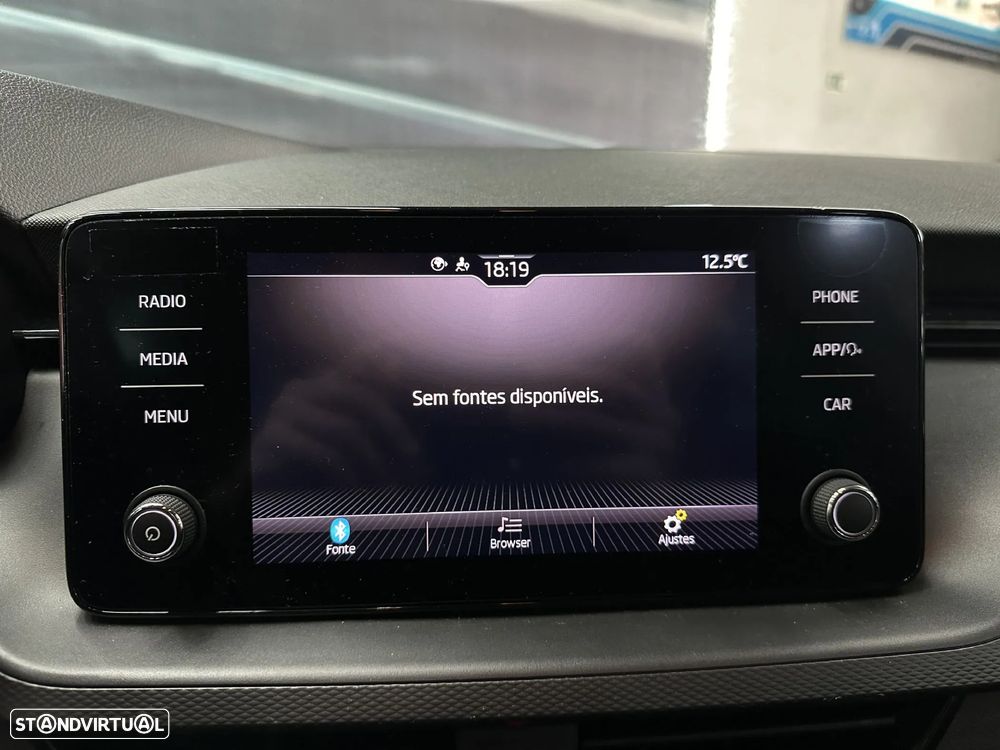 18:19
12.5°C
RADIO
MEDIA
MENU
PHONE
APP/
CAR
Sem fontes disponíveis.
Fonte
Browser
Ajustes
STANDVIRTUAL